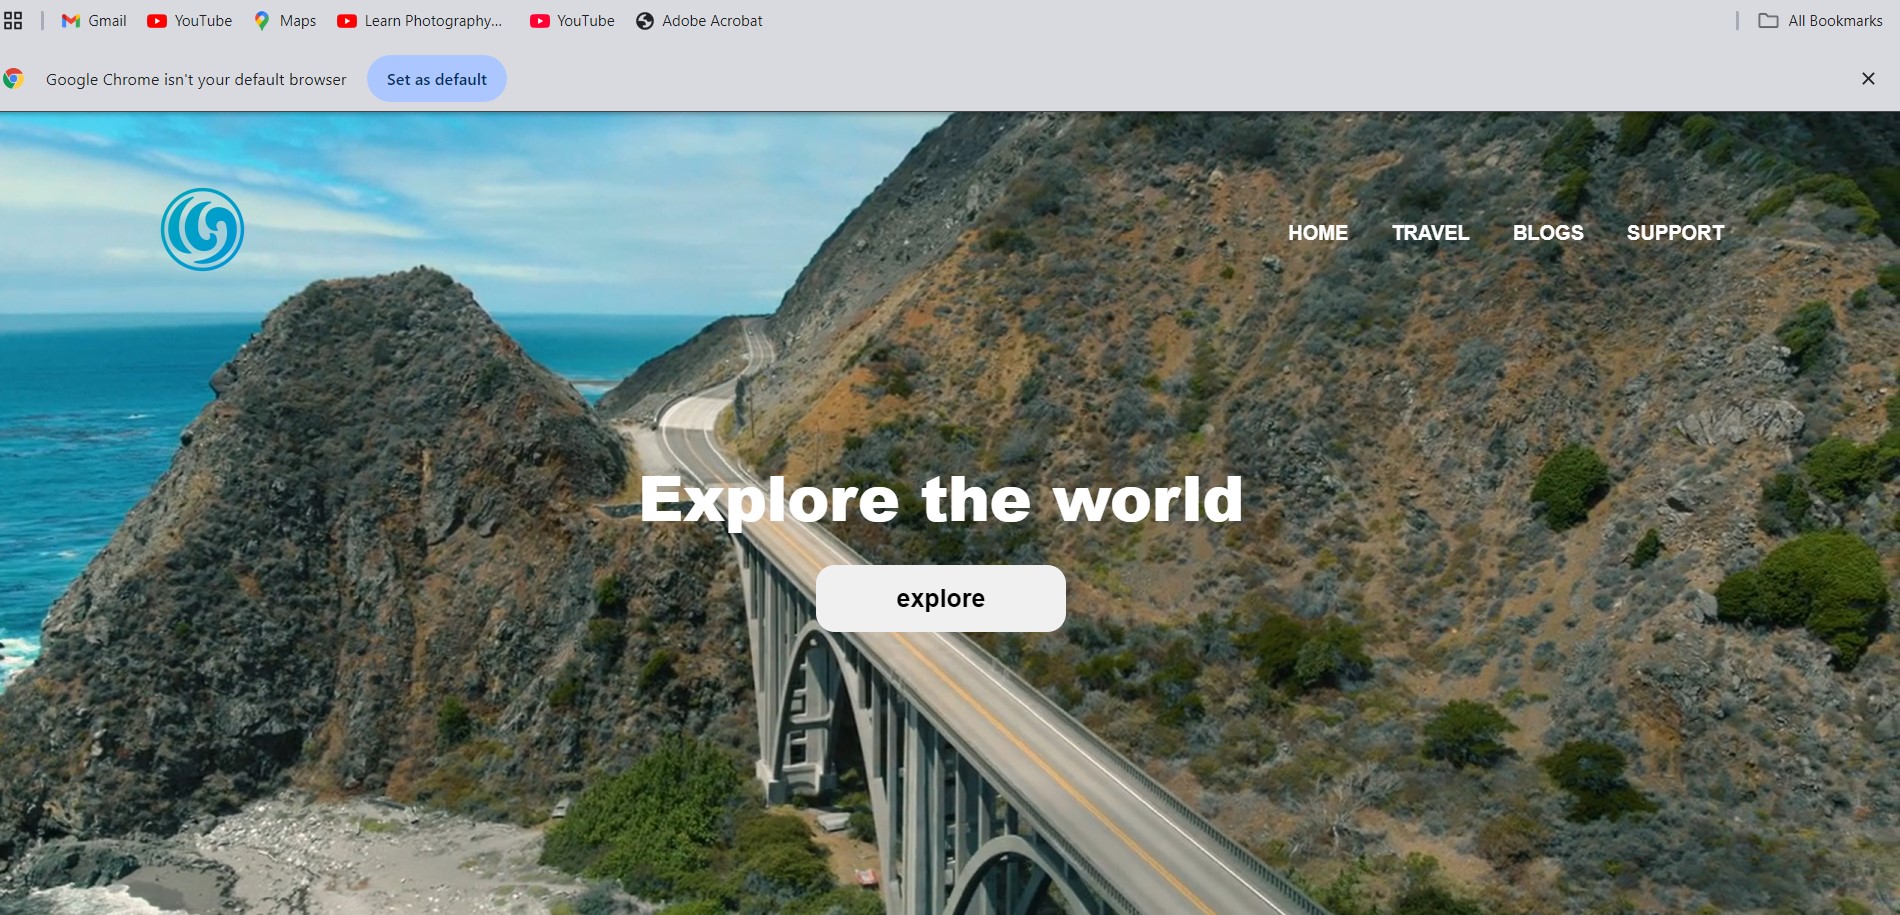 Gmail YouTube Maps Learn Photography... YouTube Adobe Acrobat All Bookmarks
Google Chrome isn't your default browser Set as default
HOME TRAVEL BLOGS SUPPORT
Explore the world
explore